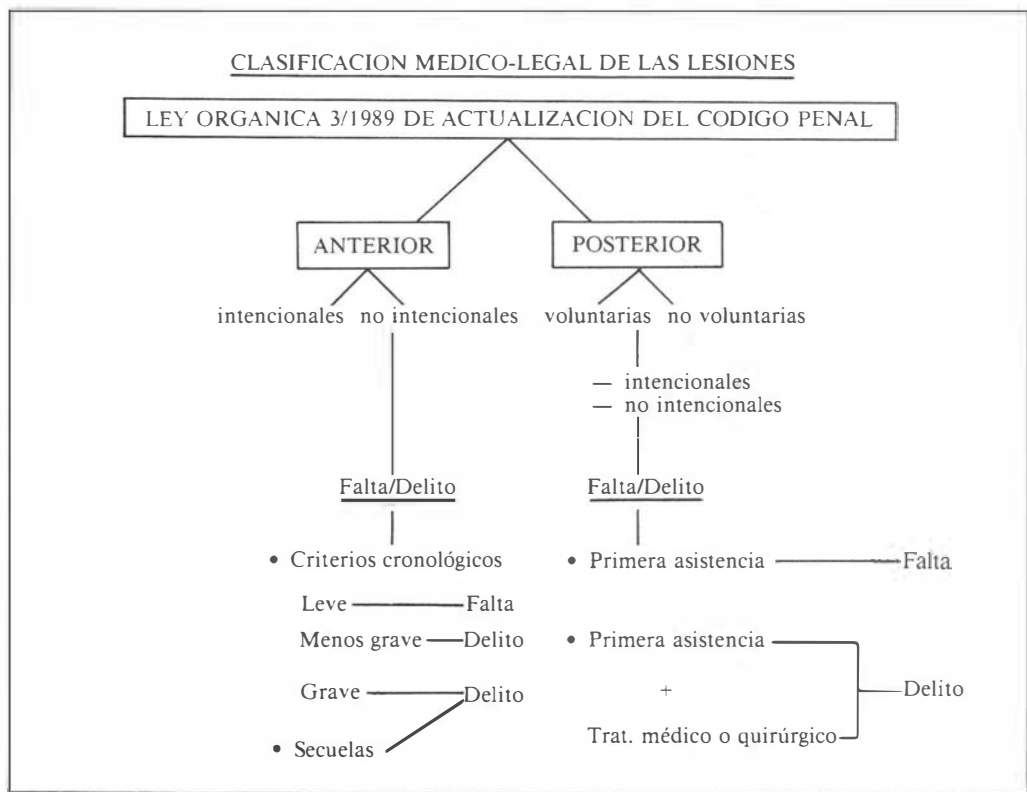 CLASIFICACION MEDICO-LEGAL DE LAS LESIONES
LEY ORGANICA 3/1989 DE ACTUALIZACION DEL CODIGO PENAL
ANTERIOR
POSTERIOR
intencionales no intencionales
voluntarias no voluntarias
— intencionales
— no intencionales
Falta/Delito
Falta/Delito
• Criterios cronológicos
Leve Falta
Menos grave Delito
Grave Delito
• Secuelas
• Primera asistencia Falta
• Primera asistencia
+
Trat. médico o quirúrgico
Delito